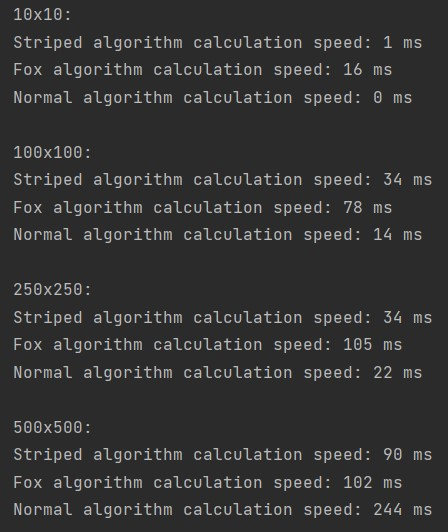 10x10:
Striped algorithm calculation speed: 1 ms
Fox algorithm calculation speed: 16 ms
Normal algorithm calculation speed: 0 ms
100x100:
Striped algorithm calculation speed: 34 ms
Fox algorithm calculation speed: 78 ms
Normal algorithm calculation speed: 14 ms
250x250:
Striped algorithm calculation speed: 34 ms
Fox algorithm calculation speed: 105 ms
Normal algorithm calculation speed: 22 ms
500x500:
Striped algorithm calculation speed: 90 ms
Fox algorithm calculation speed: 102 ms
Normal algorithm calculation speed: 244 ms